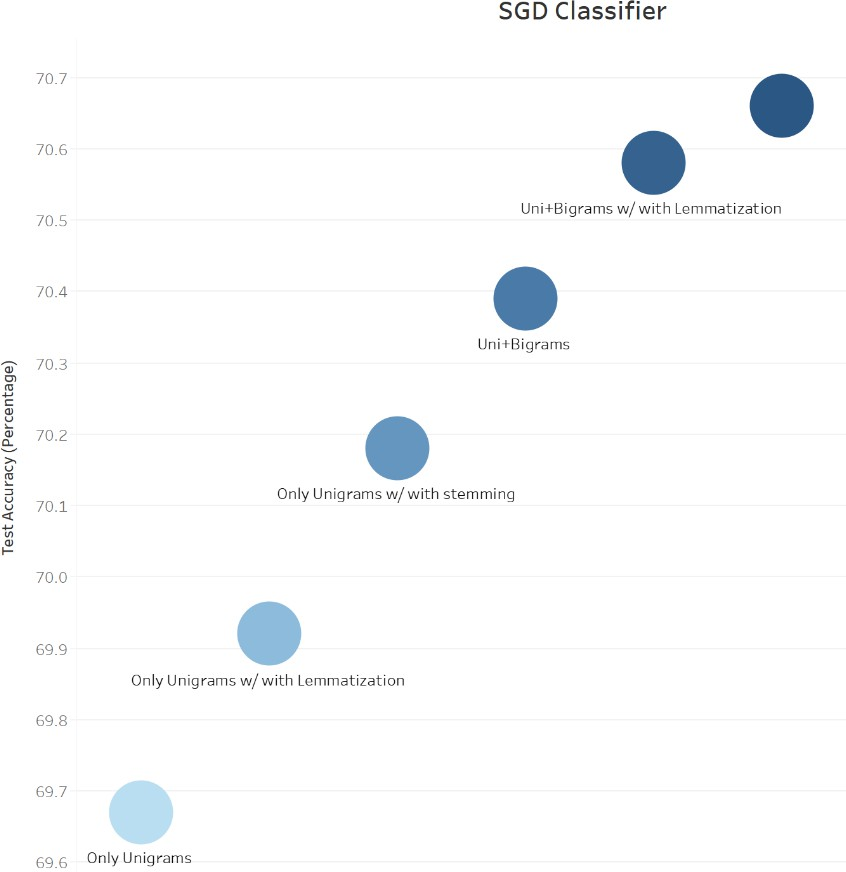 SGD Classifier
Test Accuracy (Percentage)
70.7
70.6
70.5
70.4
70.3
70.2
70.1
70.0
69.9
69.8
69.7
69.6
Uni+Bigrams w/ with Lemmatization
Uni+Bigrams
Only Unigrams w/ with stemming
Only Unigrams w/ with Lemmatization
Only Unigrams